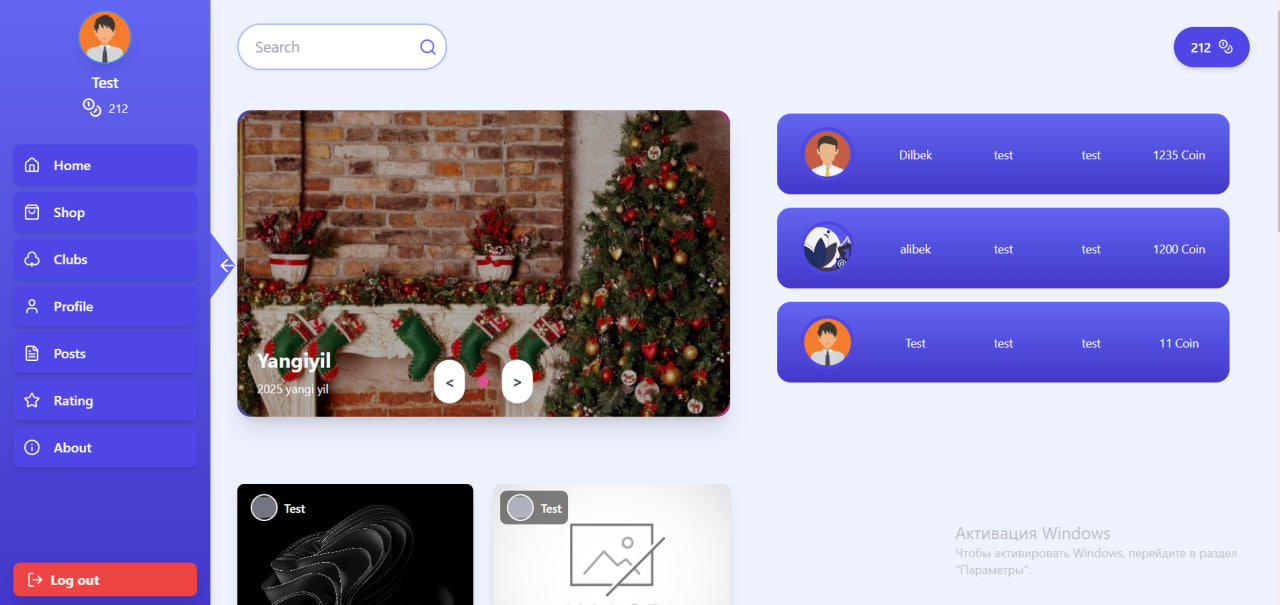 Test
212
Home
Shop
Clubs
Profile
Posts
Rating
About
Log out
Search
212
Yangiyil
2025 yangi yil
< >
Dilbek test test 1235 Coin
alibek test test 1200 Coin
Test test test 11 Coin
Test
Test
Активация Windows
Чтобы активировать Windows, перейдите в раздел
"Параметры".